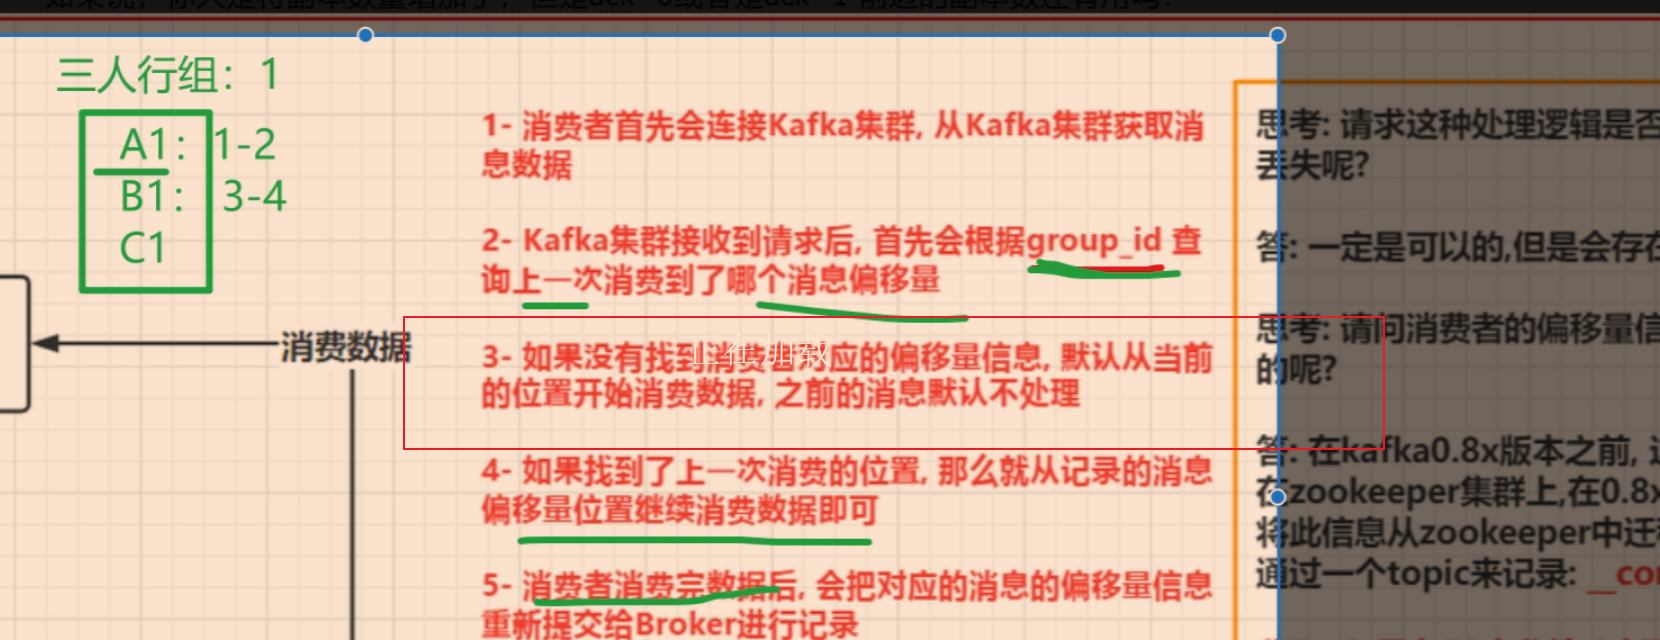 三人行组：1
A1： 1-2
B1： 3-4
C1
消费数据
1- 消费者首先会连接Kafka集群, 从Kafka集群获取消
息数据
2- Kafka集群接收到请求后, 首先会根据group_id 查
询上一次消费到了哪个消息偏移量
3- 如果没有找到 对应的偏移量信息, 默认从当前
的位置开始消费数据, 之前的消息默认不处理
4- 如果找到了上一次消费的位置, 那么就从记录的消息
偏移量位置继续消费数据即可
5- 消费者消费完数据后, 会把对应的消息的偏移量信息
重新提交给Broker进行记录
正在加载
思考: 请求这种处理逻辑是否
丢失呢?
答: 一定是可以的,但是会存在
思考: 请问消费者的偏移量信
的呢?
答: 在kafka0.8x版本之前,
在zookeeper集群上,在0.8x
将此信息从zookeeper中迁
通过一个topic来记录: __co